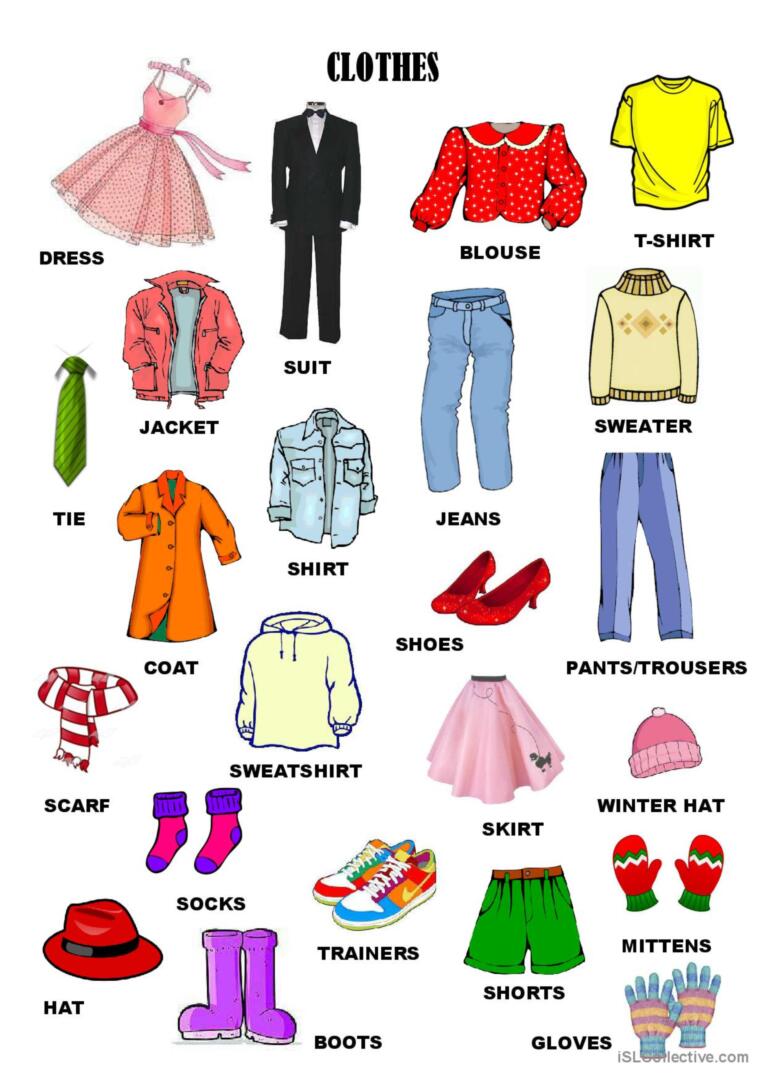 CLOTHES
DRESS
SUIT
BLOUSE
T-SHIRT
TIE
JACKET
SHIRT
JEANS
SWEATER
COAT
SHOES
PANTS/TROUSERS
SCARF
SWEATSHIRT
SKIRT
WINTER HAT
SOCKS
TRAINERS
SHORTS
MITTENS
HAT
BOOTS
GLOVES
iSLCollective.com